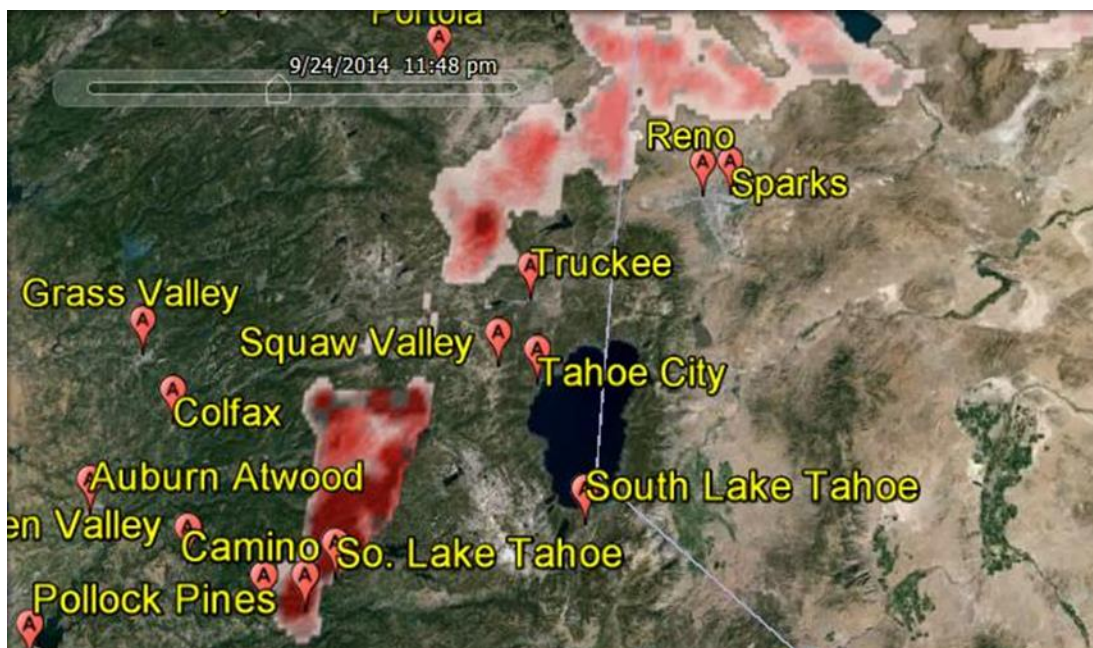 Portola
9/24/2014 11:48 pm
Reno
Sparks
Truckee
Grass Valley
Squaw Valley
Tahoe City
Colfax
Auburn Atwood
South Lake Tahoe
en Valley
Camino
So. Lake Tahoe
Pollock Pines